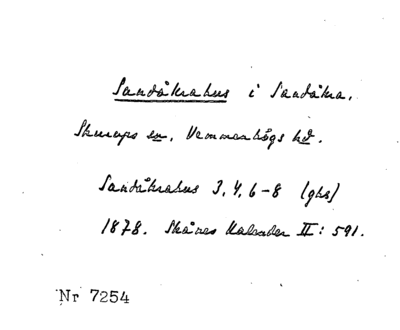 Sandåkrahus i Sandåkra.
Skurups sn, Vemmenhögs hd.
Sandåkrahus 3, 4, 6-8 (ghs)
1878. Skånes Kalender II: 591.
Nr 7254